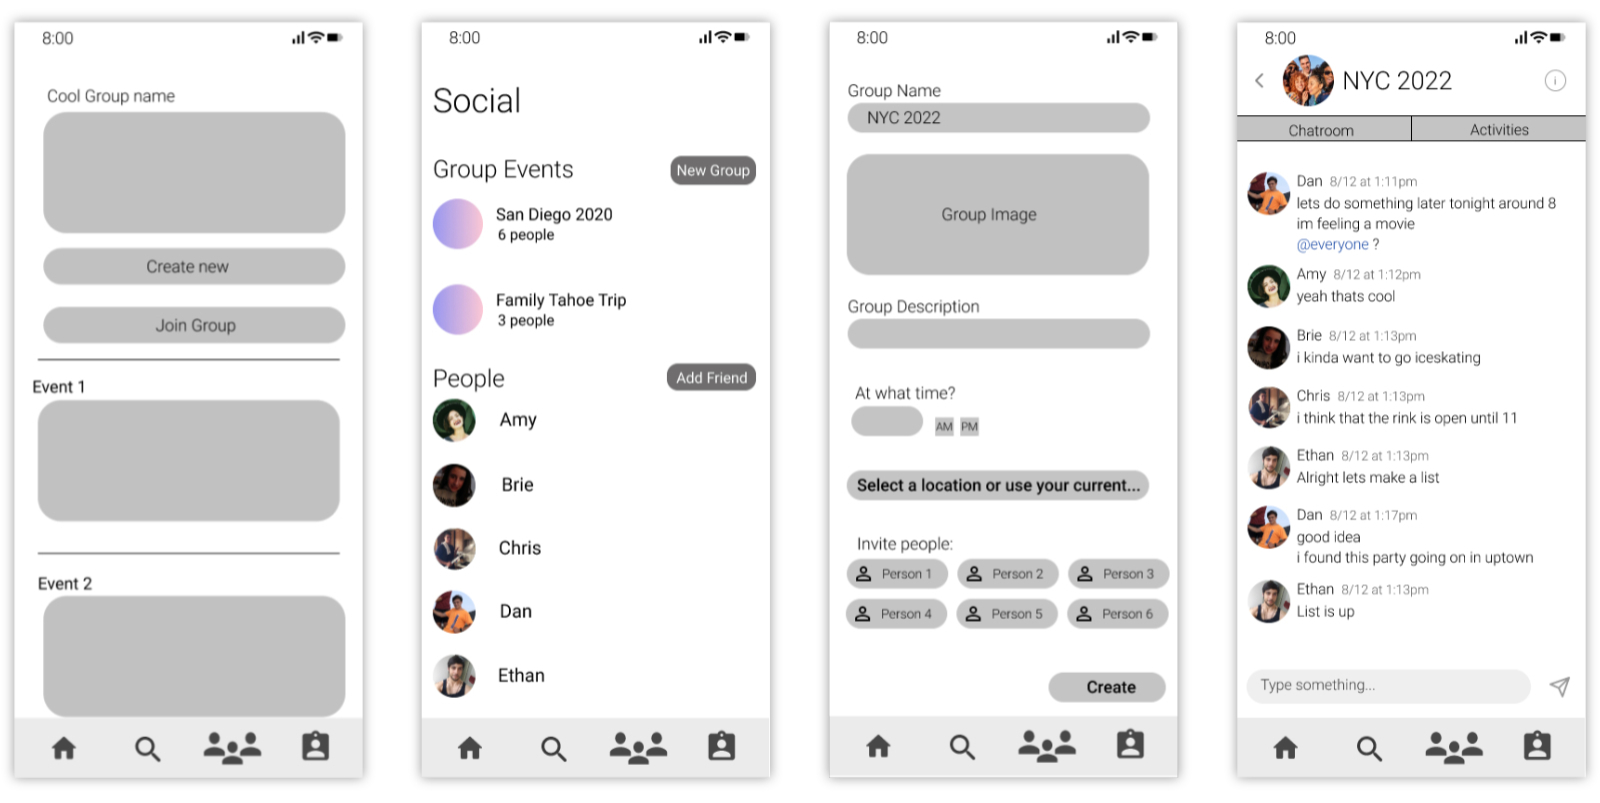 8:00
Cool Group name
Create new
Join Group
Event 1
Event 2
8:00
Social
Group Events
New Group
San Diego 2020
6 people
Family Tahoe Trip
3 people
People
Add Friend
Amy
Brie
Chris
Dan
Ethan
8:00
Group Name
NYC 2022
Group Image
Group Description
At what time?
AM PM
Select a location or use your current...
Invite people:
Person 1 Person 2 Person 3
Person 4 Person 5 Person 6
Create
8:00
NYC 2022
Chatroom Activities
Dan 8/12 at 1:11pm
lets do something later tonight around 8
im feeling a movie
@everyone ?
Amy 8/12 at 1:12pm
yeah thats cool
Brie 8/12 at 1:13pm
i kinda want to go iceskating
Chris 8/12 at 1:13pm
i think that the rink is open until 11
Ethan 8/12 at 1:13pm
Alright lets make a list
Dan 8/12 at 1:17pm
good idea
i found this party going on in uptown
Ethan 8/12 at 1:13pm
List is up
Type something...